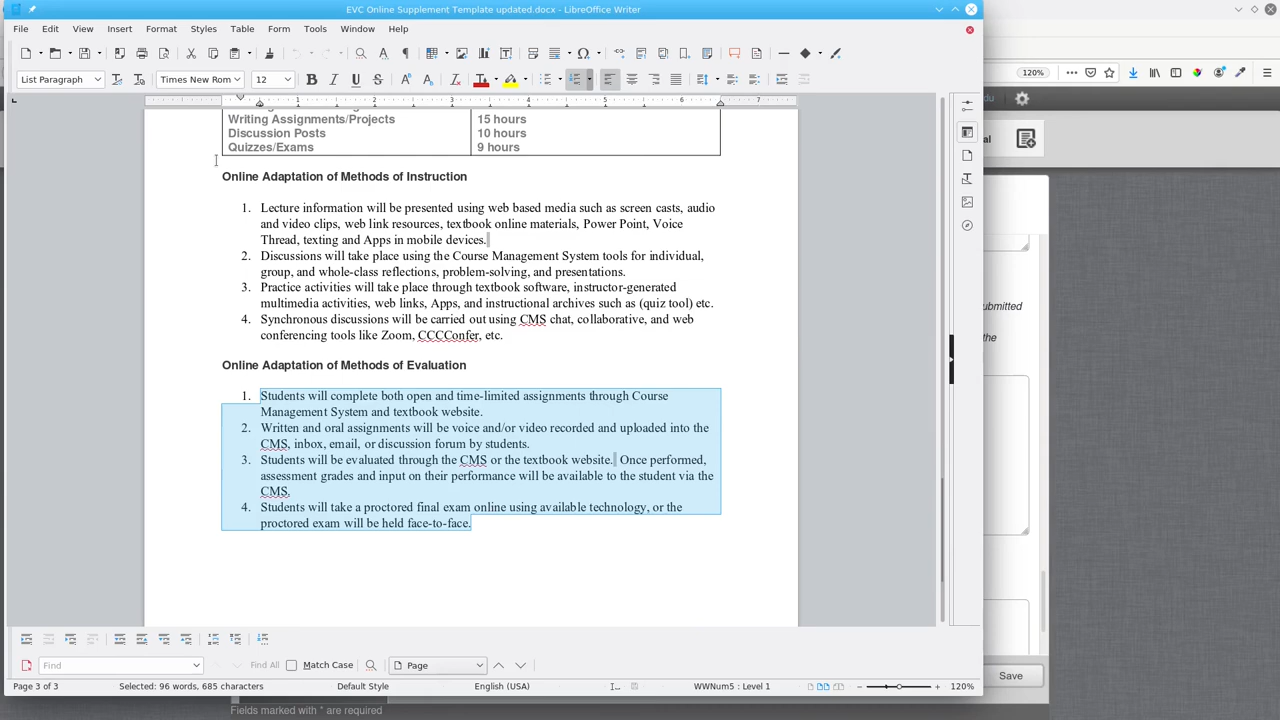 EVC Online Supplement Template updated.docx - LibreOffice Writer
File Edit View Insert Format Styles Table Form Tools Window Help
List Paragraph Times New Rom 12
120%
Writing Assignments/Projects 15 hours
Discussion Posts 10 hours
Quizzes/Exams 9 hours
Online Adaptation of Methods of Instruction
1. Lecture information will be presented using web based media such as screen casts, audio
and video clips, web link resources, textbook online materials, Power Point, Voice
Thread, texting and Apps in mobile devices.
2. Discussions will take place using the Course Management System tools for individual,
group, and whole-class reflections, problem-solving, and presentations.
3. Practice activities will take place through textbook software, instructor-generated
multimedia activities, web links, Apps, and instructional archives such as (quiz tool) etc.
4. Synchronous discussions will be carried out using CMS chat, collaborative, and web
conferencing tools like Zoom, CCCConfer, etc.
Online Adaptation of Methods of Evaluation
1. Students will complete both open and time-limited assignments through Course
Management System and textbook website.
2. Written and oral assignments will be voice and/or video recorded and uploaded into the
CMS, inbox, email, or discussion forum by students.
3. Students will be evaluated through the CMS or the textbook website. Once performed,
assessment grades and input on their performance will be available to the student via the
CMS.
4. Students will take a proctored final exam online using available technology, or the
proctored exam will be held face-to-face.
du
al
ubmitted
the
Save
Find Find All Match Case Page
Page 3 of 3 Selected: 96 words, 685 characters Default Style English (USA) WWNum5 : Level 1 120%
Fields marked with * are required